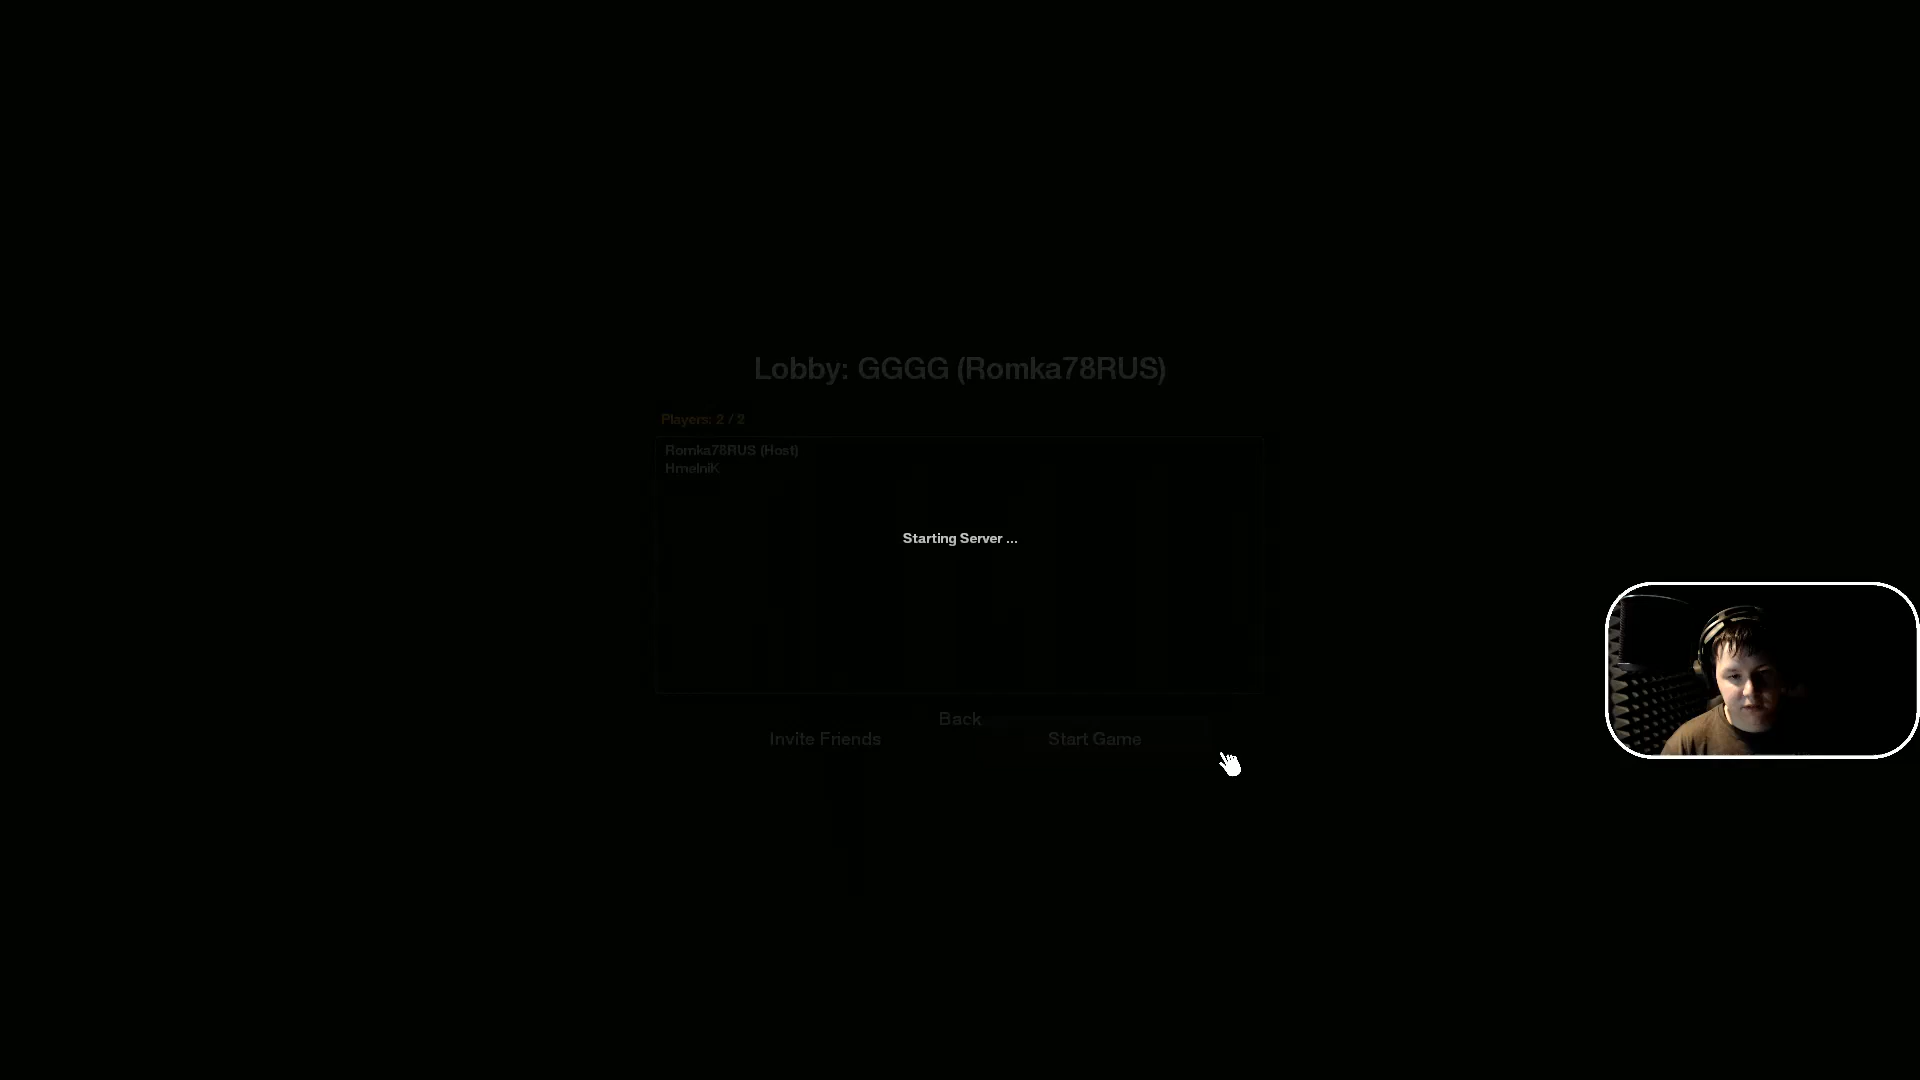 Lobby: GGGG (Romka78RUS)
Players: 2 / 2
Romka78RUS (Host)
HmelniK
Starting Server ...
Back
Invite Friends
Start Game